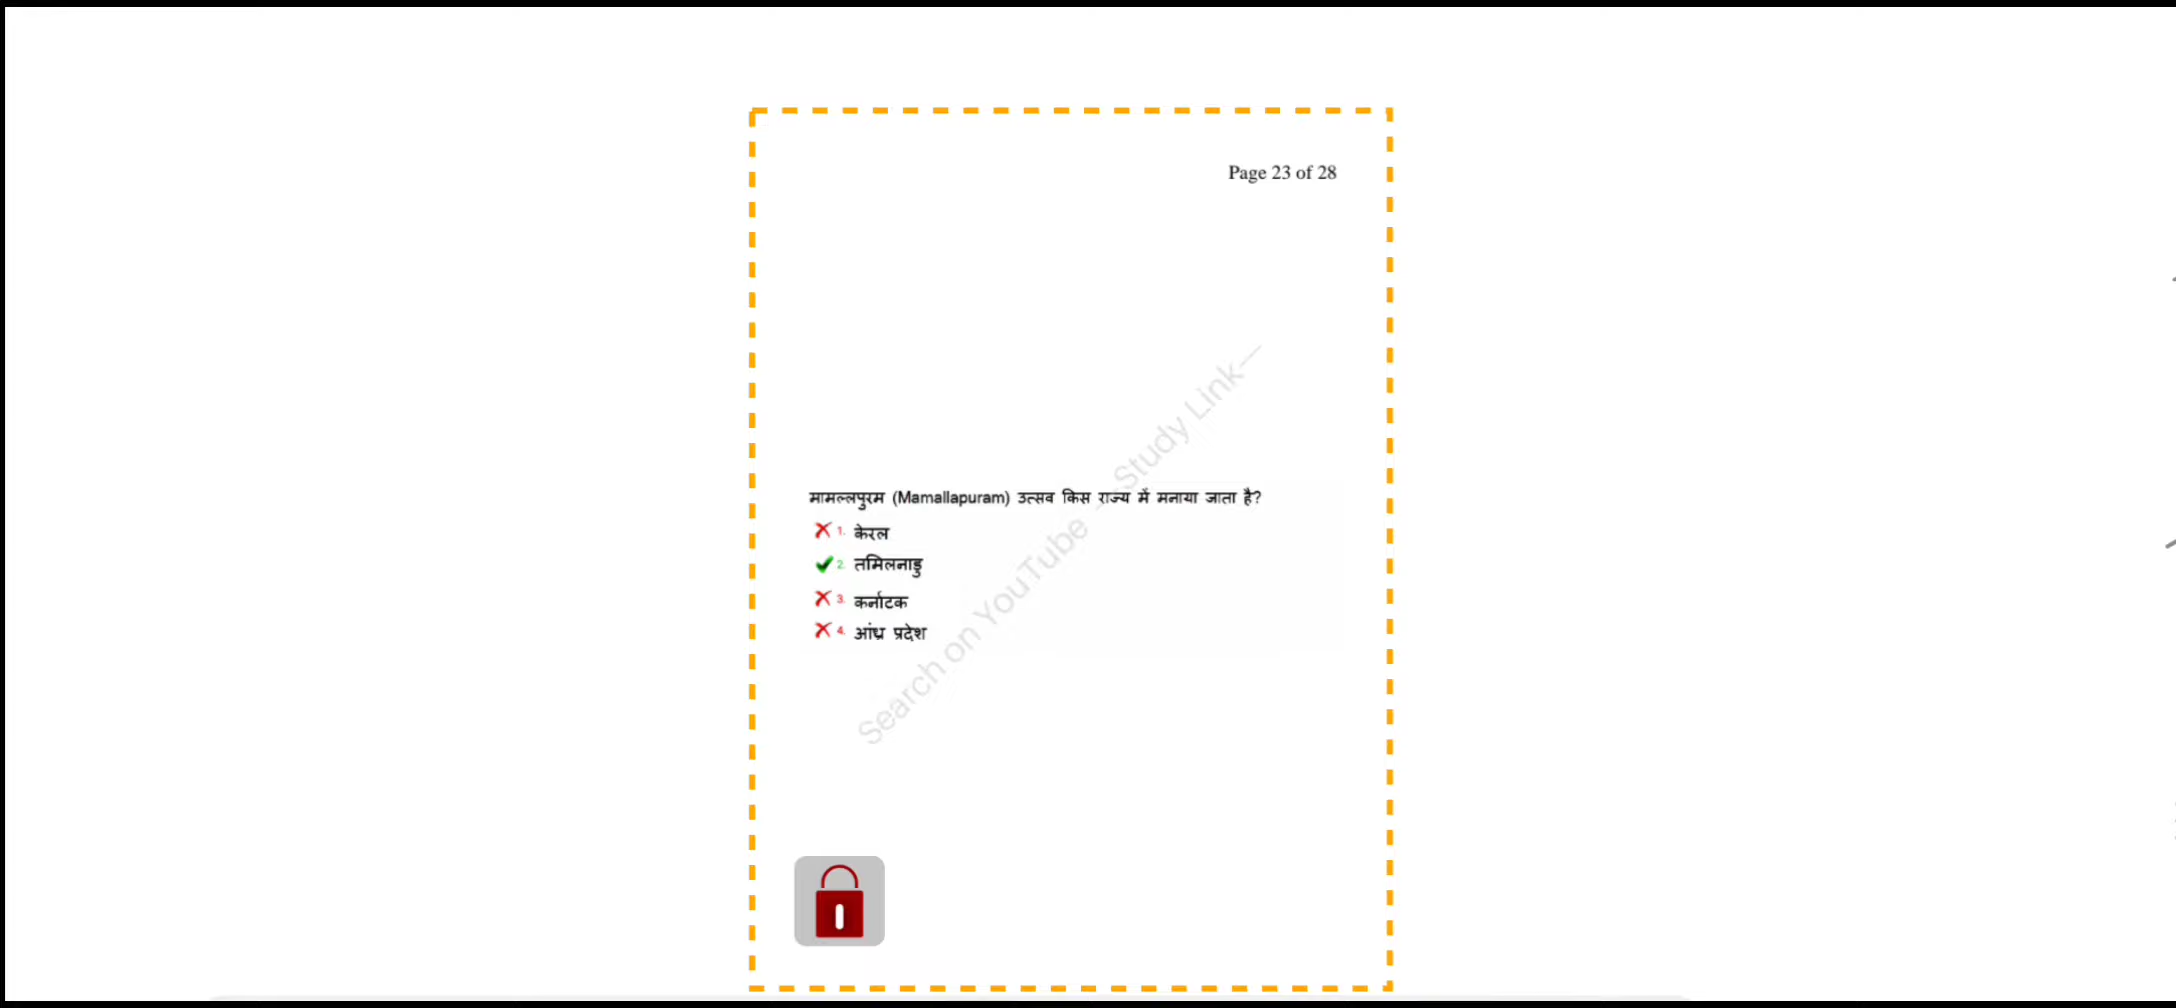 Page 23 of 28
मामल्लपुरम (Mamallapuram) उत्सव किस राज्य में मनाया जाता है?
1. केरल
2. तमिलनाडु
3. कर्नाटक
4. आंध्र प्रदेश
Search on YouTube --- Study Link---